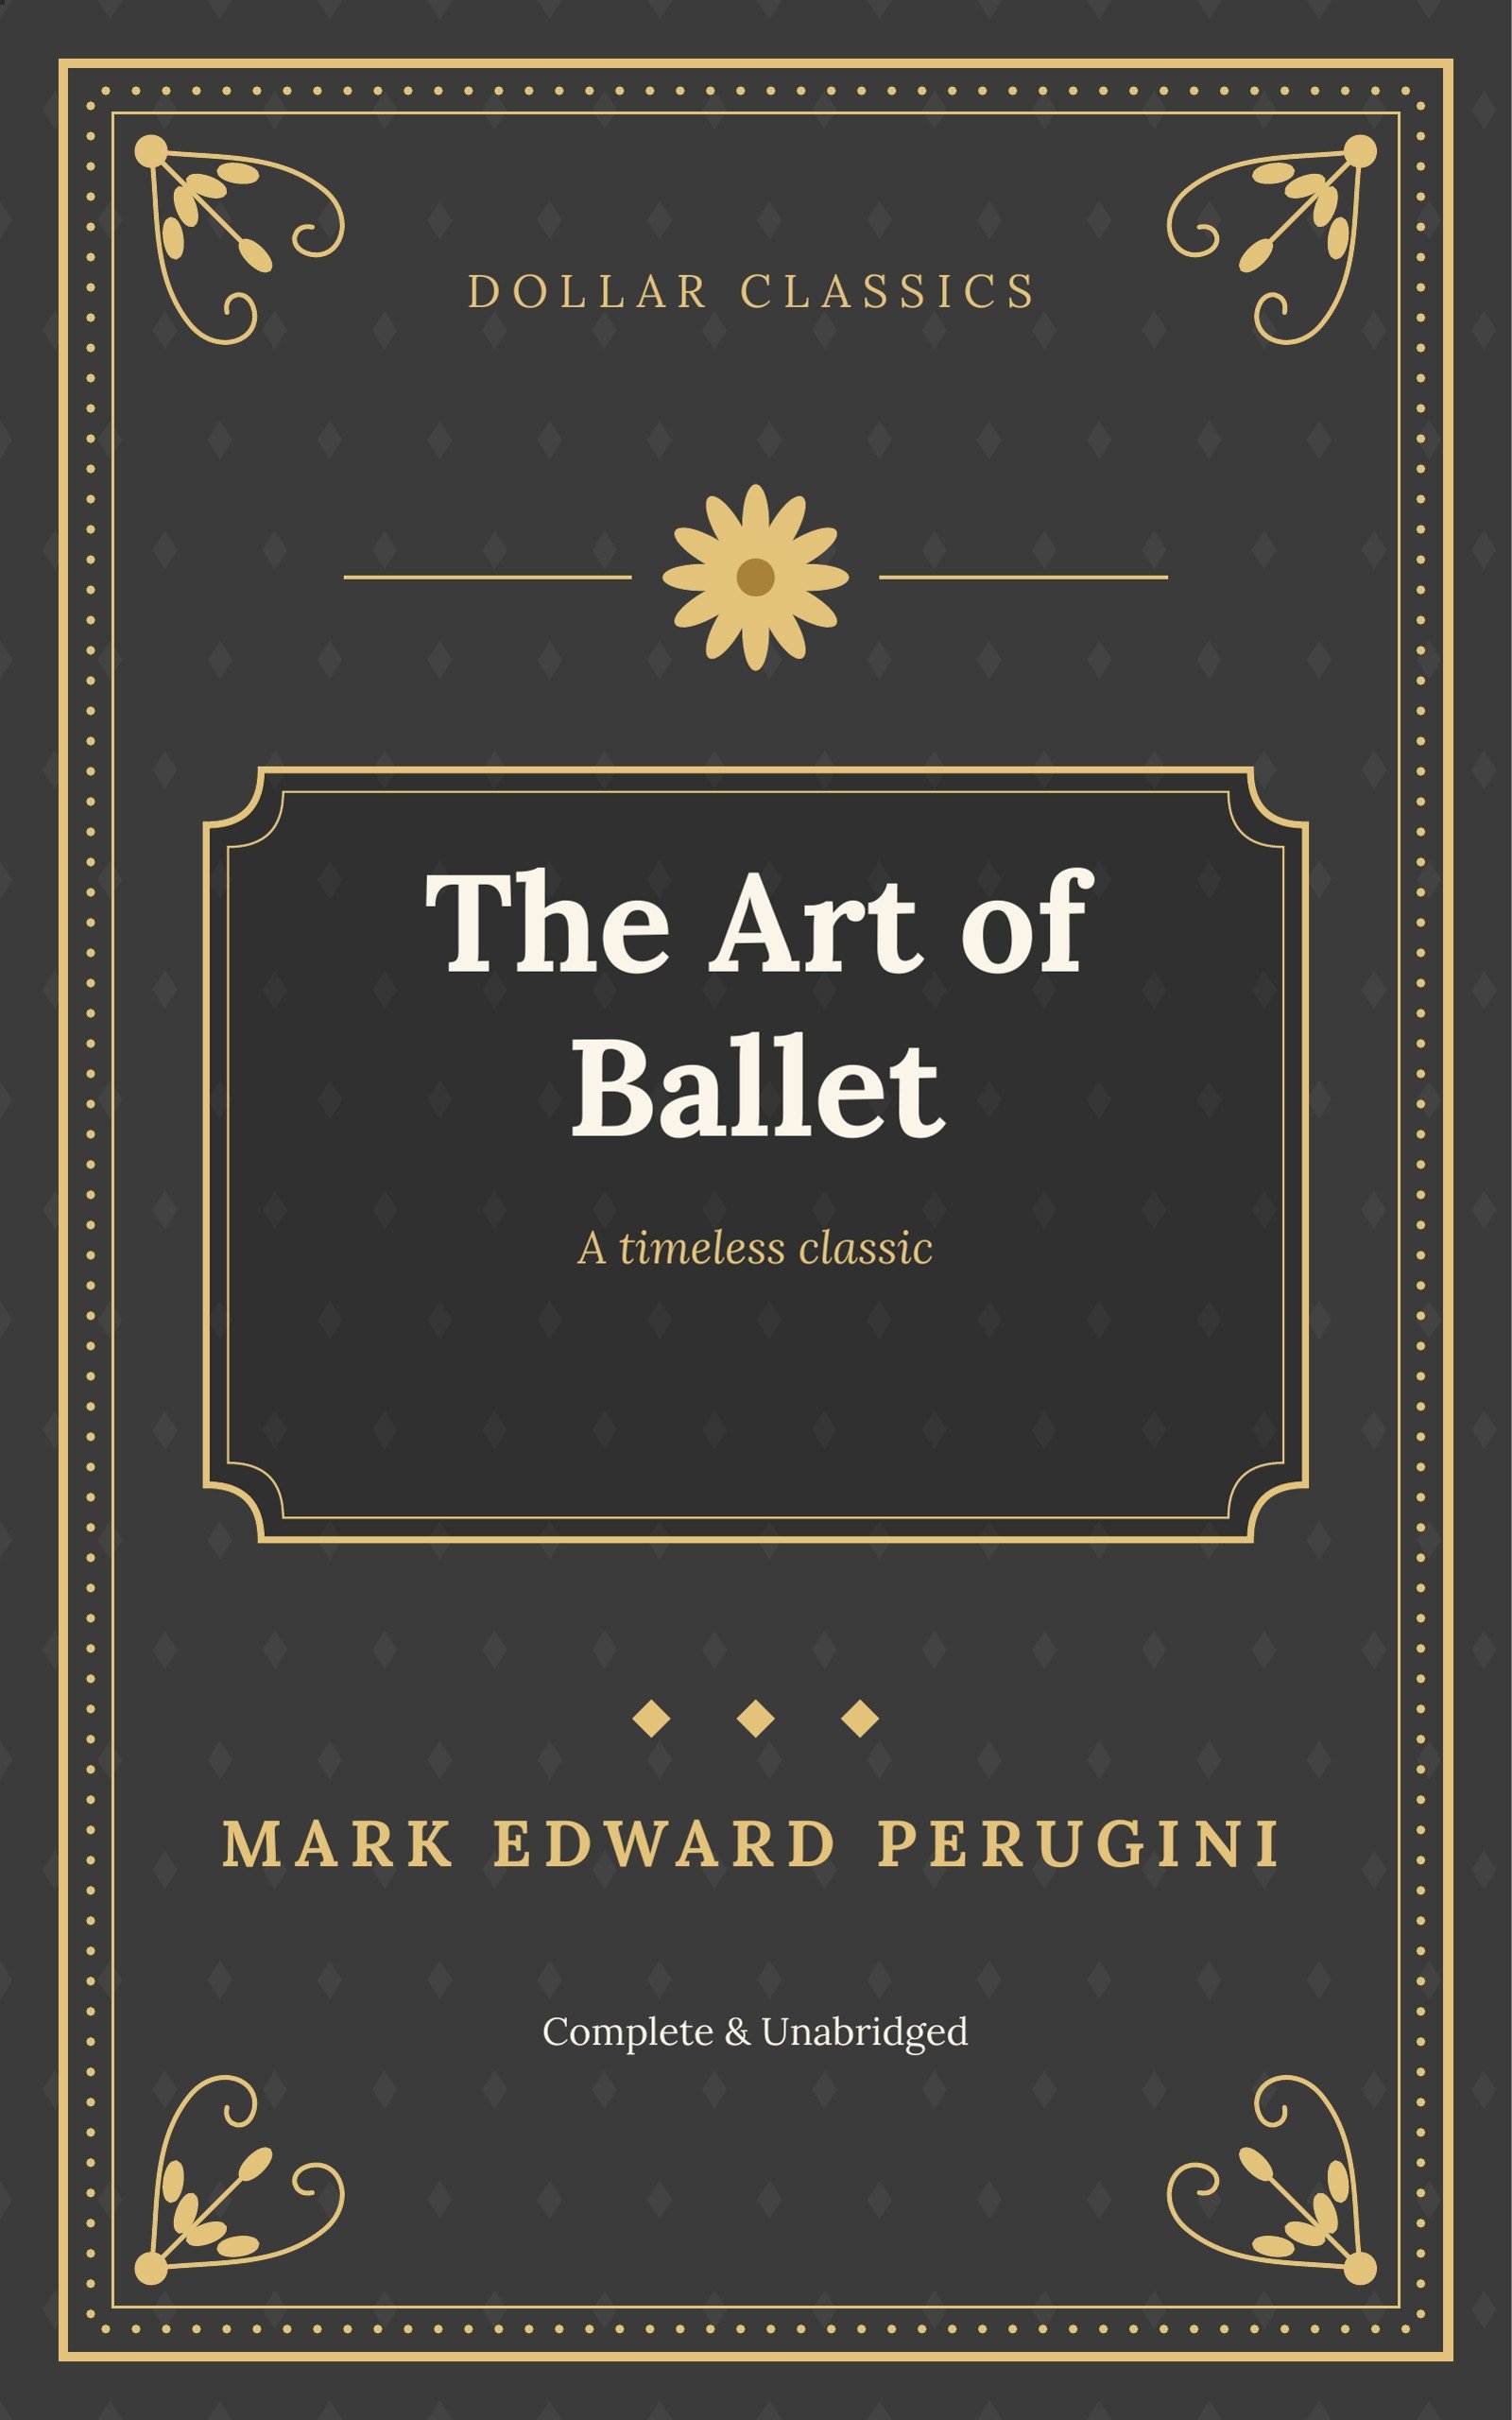 DOLLAR CLASSICS
The Art of
Ballet
A timeless classic
MARK EDWARD PERUGINI
Complete & Unabridged